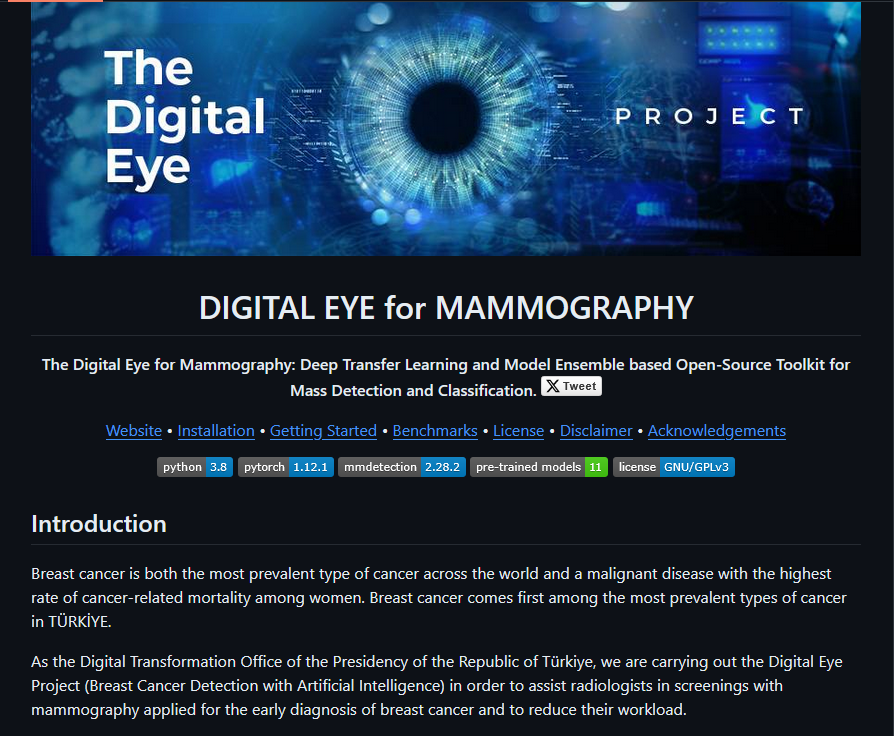 The
Digital
Eye
PROJECT
DIGITAL EYE for MAMMOGRAPHY
The Digital Eye for Mammography: Deep Transfer Learning and Model Ensemble based Open-Source Toolkit for
Mass Detection and Classification. X Tweet
Website • Installation • Getting Started • Benchmarks • License • Disclaimer • Acknowledgements
python 3.8 pytorch 1.12.1 mmdetection 2.28.2 pre-trained models 11 license GNU/GPLv3
Introduction
Breast cancer is both the most prevalent type of cancer across the world and a malignant disease with the highest
rate of cancer-related mortality among women. Breast cancer comes first among the most prevalent types of cancer
in TÜRKİYE.
As the Digital Transformation Office of the Presidency of the Republic of Türkiye, we are carrying out the Digital Eye
Project (Breast Cancer Detection with Artificial Intelligence) in order to assist radiologists in screenings with
mammography applied for the early diagnosis of breast cancer and to reduce their workload.